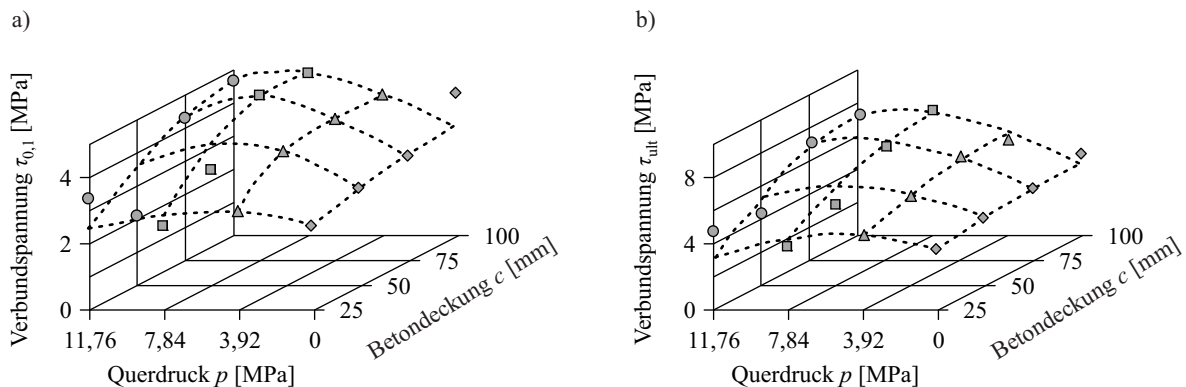 a)
Verbundspannung τ0,1 [MPa]
4
2
0
11,76 7,84 3,92 0
Querdruck p [MPa]
25
50
75
100
Betondeckung c [mm]
b)
Verbundspannung τult [MPa]
8
4
0
11,76 7,84 3,92 0
Querdruck p [MPa]
25
50
75
100
Betondeckung c [mm]